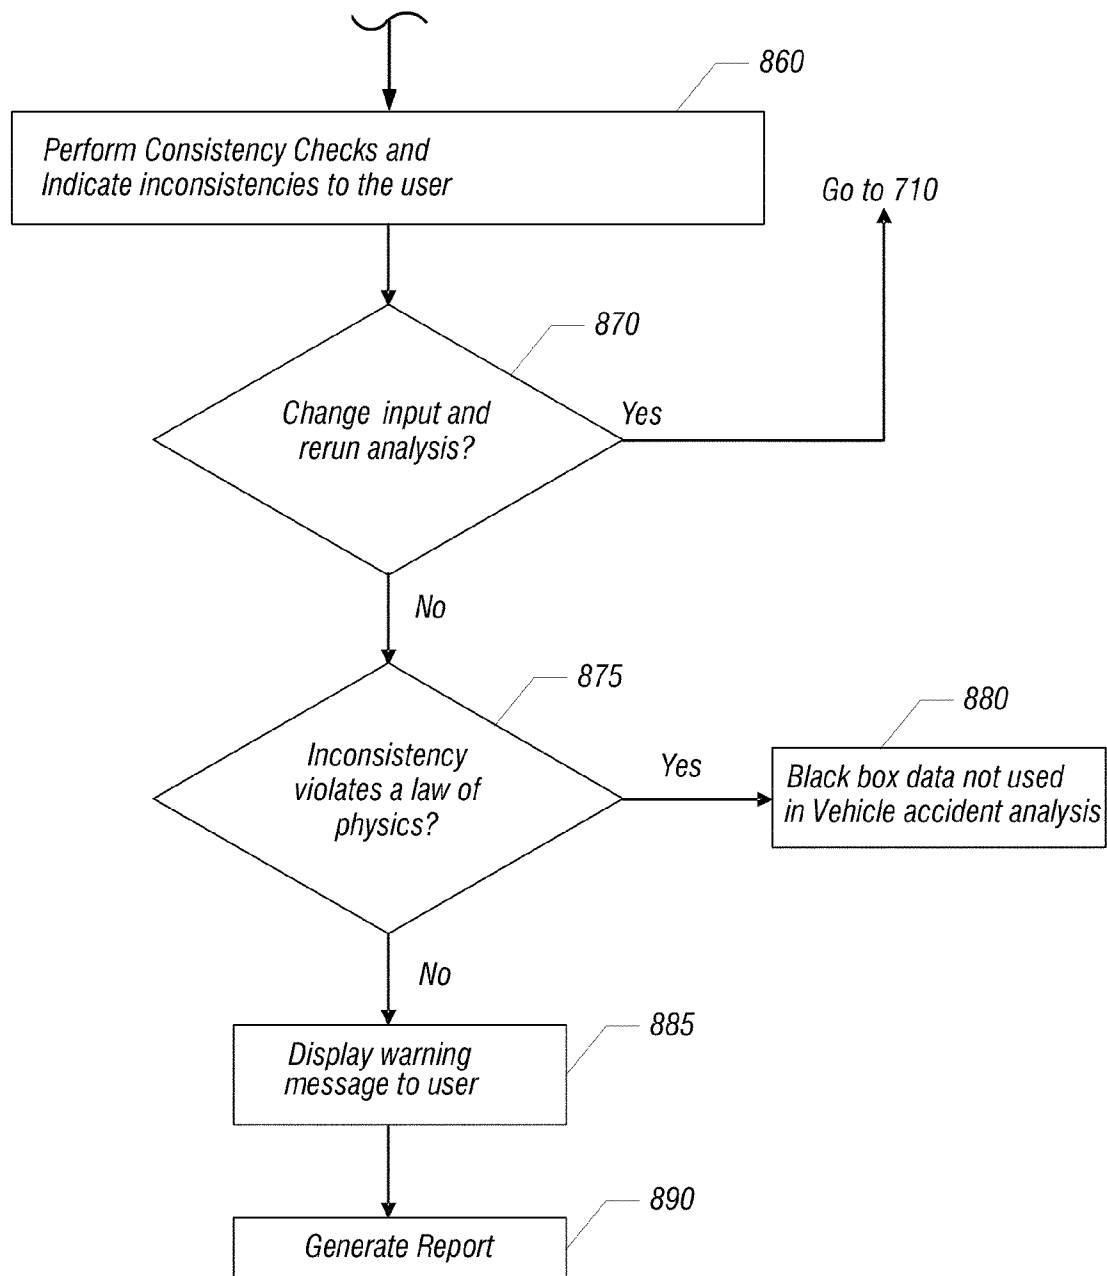 860
Perform Consistency Checks and
Indicate inconsistencies to the user
Go to 710
870
Change input and
rerun analysis?
Yes
No
875
Inconsistency
violates a law of
physics?
Yes
880
Black box data not used
in Vehicle accident analysis
No
885
Display warning
message to user
890
Generate Report